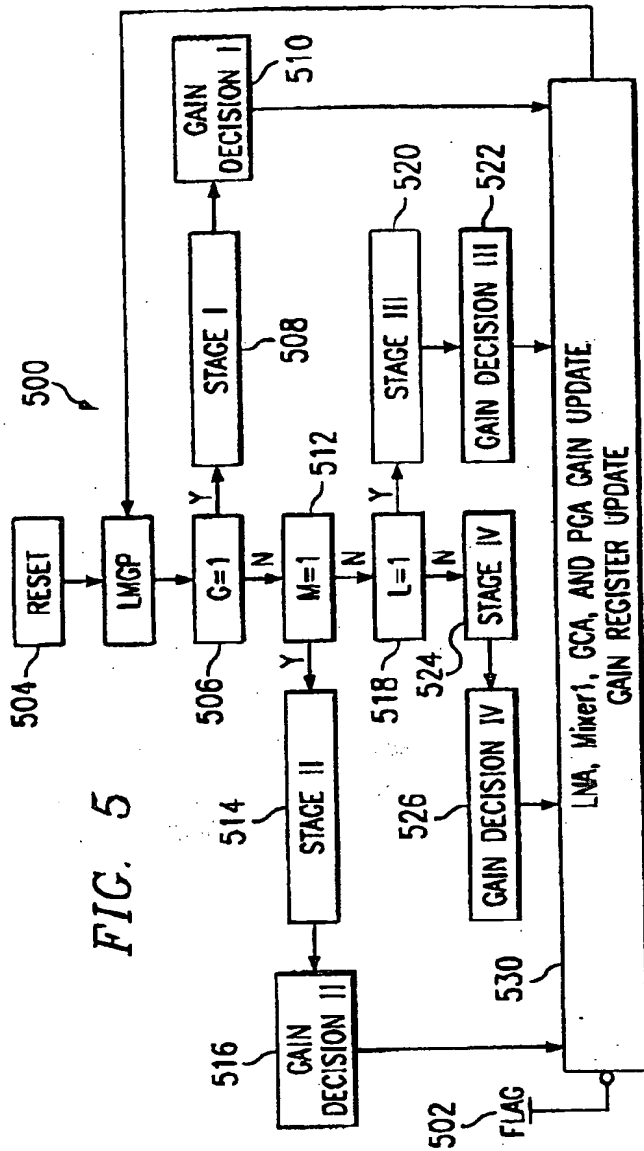 FIG. 5
500
504
RESET
LMGP
506
G=1
Y
N
STAGE I
508
GAIN
DECISION I
510
512
M=1
Y
N
514
STAGE II
516
GAIN
DECISION II
518
L=1
Y
N
STAGE III
520
GAIN DECISION III
522
524
STAGE IV
526
GAIN DECISION IV
530
LNA, Mixer1, GCA, AND PGA GAIN UPDATE
GAIN REGISTER UPDATE
502
FLAG